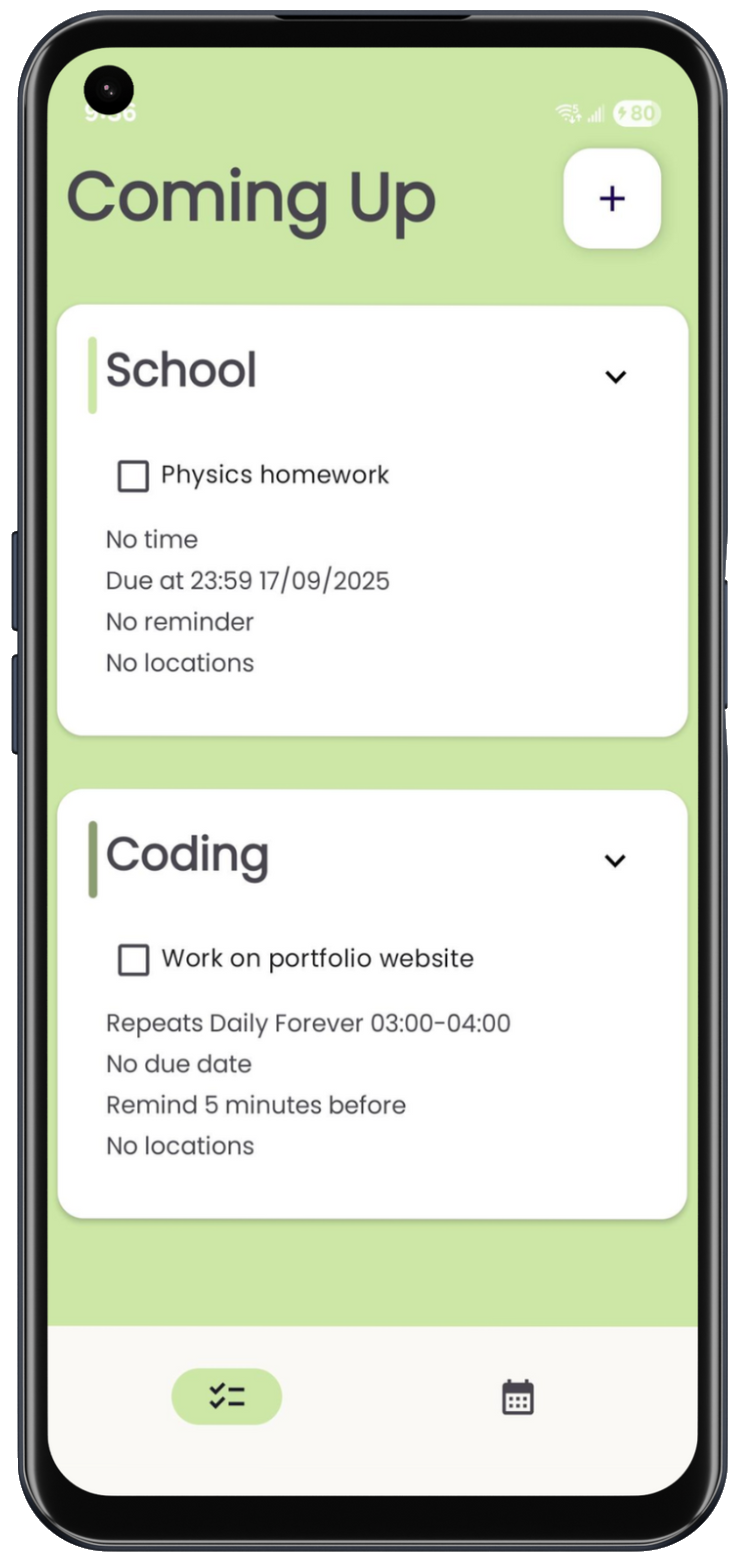 80
Coming Up
+
School
Physics homework
No time
Due at 23:59 17/09/2025
No reminder
No locations
Coding
Work on portfolio website
Repeats Daily Forever 03:00-04:00
No due date
Remind 5 minutes before
No locations